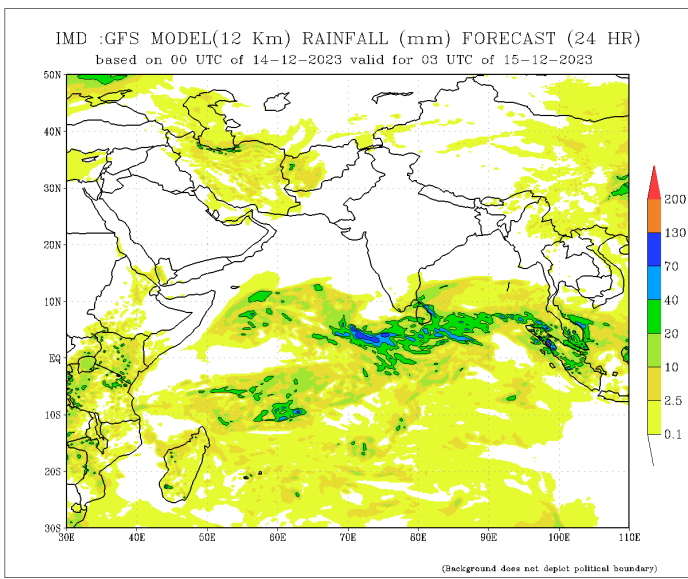 IMD :GFS MODEL(12 Km) RAINFALL (mm) FORECAST (24 HR)
based on 00 UTC of 14-12-2023 valid for 03 UTC of 15-12-2023
50N
40N
30N
20N
10N
EQ
10S
20S
30S
30E 40E 50E 60E 70E 80E 90E 100E 110E
200
130
70
40
20
10
2.5
0.1
(Background does not depict political boundary)